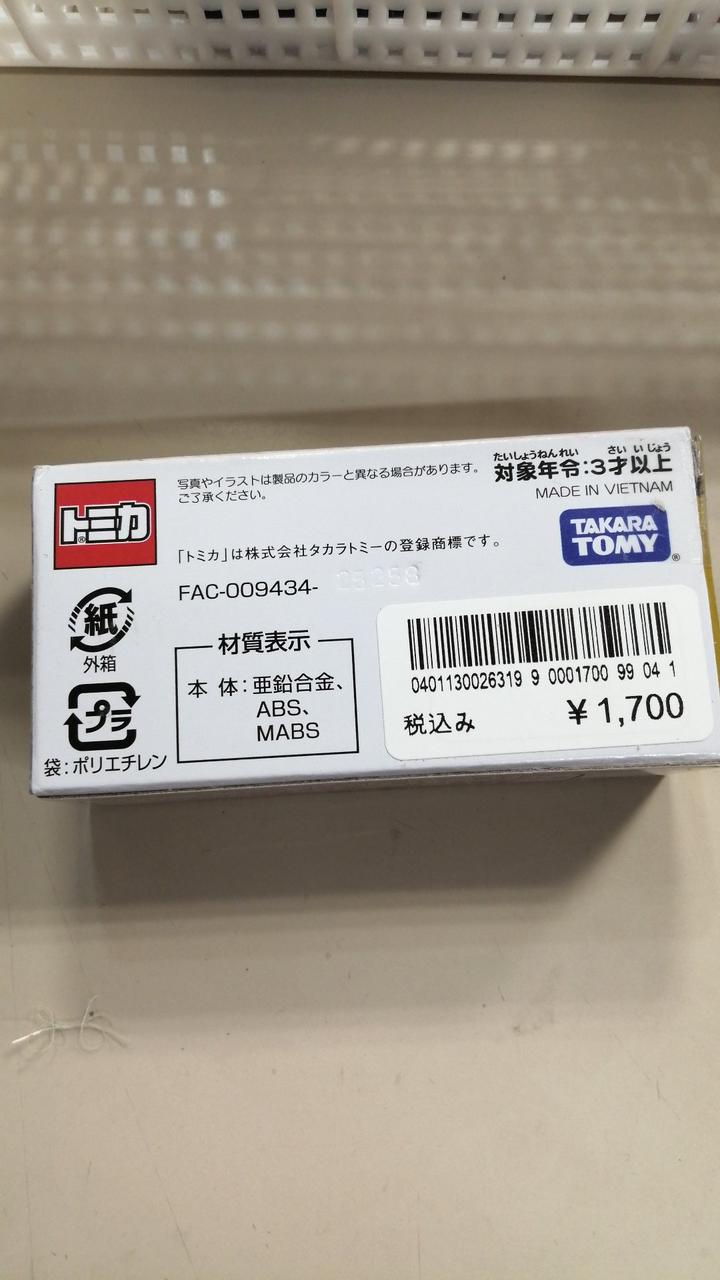 たいしょうねんれい さい いじょう
写真やイラストは製品のカラーと異なる場合があります。
ご了承ください。
対象年令:3才以上
MADE IN VIETNAM
トミカ®
TAKARA
TOMY®
「トミカ」は株式会社タカラトミーの登録商標です。
FAC-009434-
紙
外箱
プラ
袋:ポリエチレン
材質表示
本 体:亜鉛合金、
ABS、
MABS
0401130026319 9 0001700 99 04 1
税込み ¥1,700